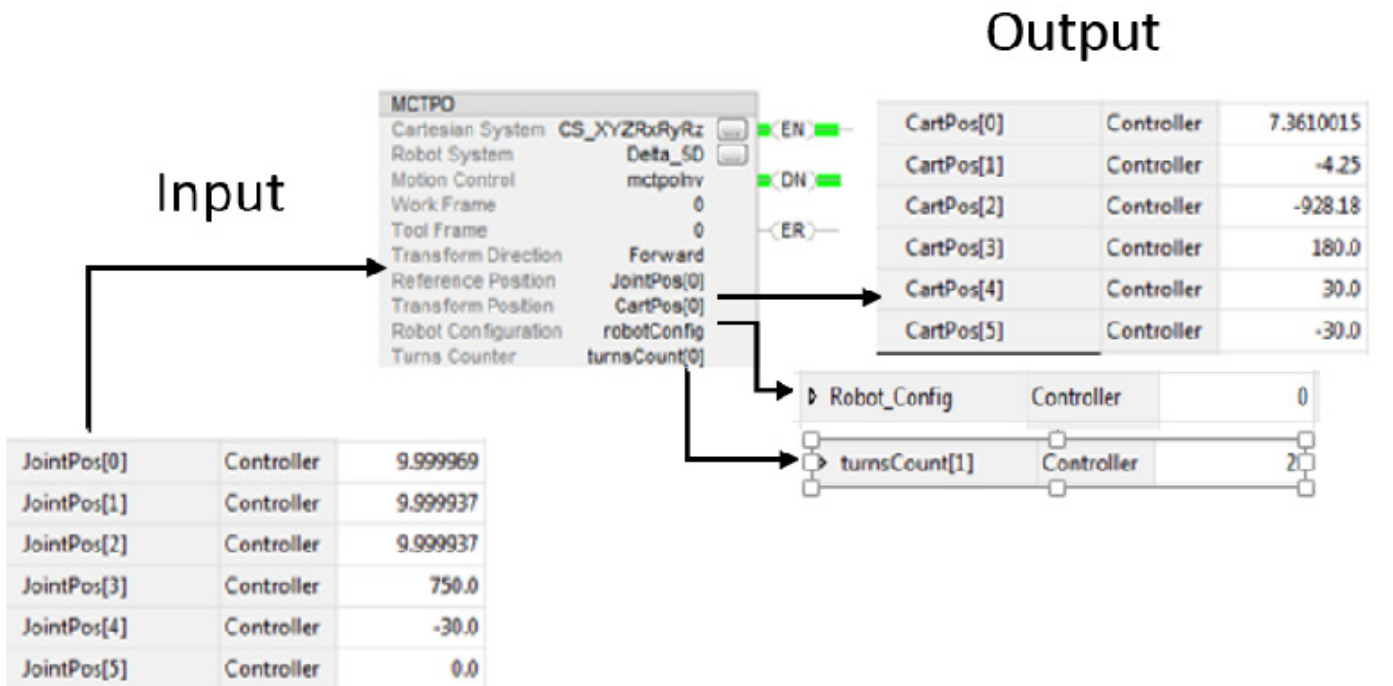 Output
Input
MCTPO
Cartesian System CS_XYZRxRyRz ... EN
Robot System Delta_5D ...
Motion Control mctpoInv DN
Work Frame 0
Tool Frame 0 ER
Transform Direction Forward
Reference Position JointPos[0]
Transform Position CartPos[0]
Robot Configuration robotConfig
Turns Counter turnsCount[0]
CartPos[0] Controller 7.3610015
CartPos[1] Controller -4.25
CartPos[2] Controller -928.18
CartPos[3] Controller 180.0
CartPos[4] Controller 30.0
CartPos[5] Controller -30.0
Robot_Config Controller 0
turnsCount[1] Controller 2
JointPos[0] Controller 9.999969
JointPos[1] Controller 9.999937
JointPos[2] Controller 9.999937
JointPos[3] Controller 750.0
JointPos[4] Controller -30.0
JointPos[5] Controller 0.0